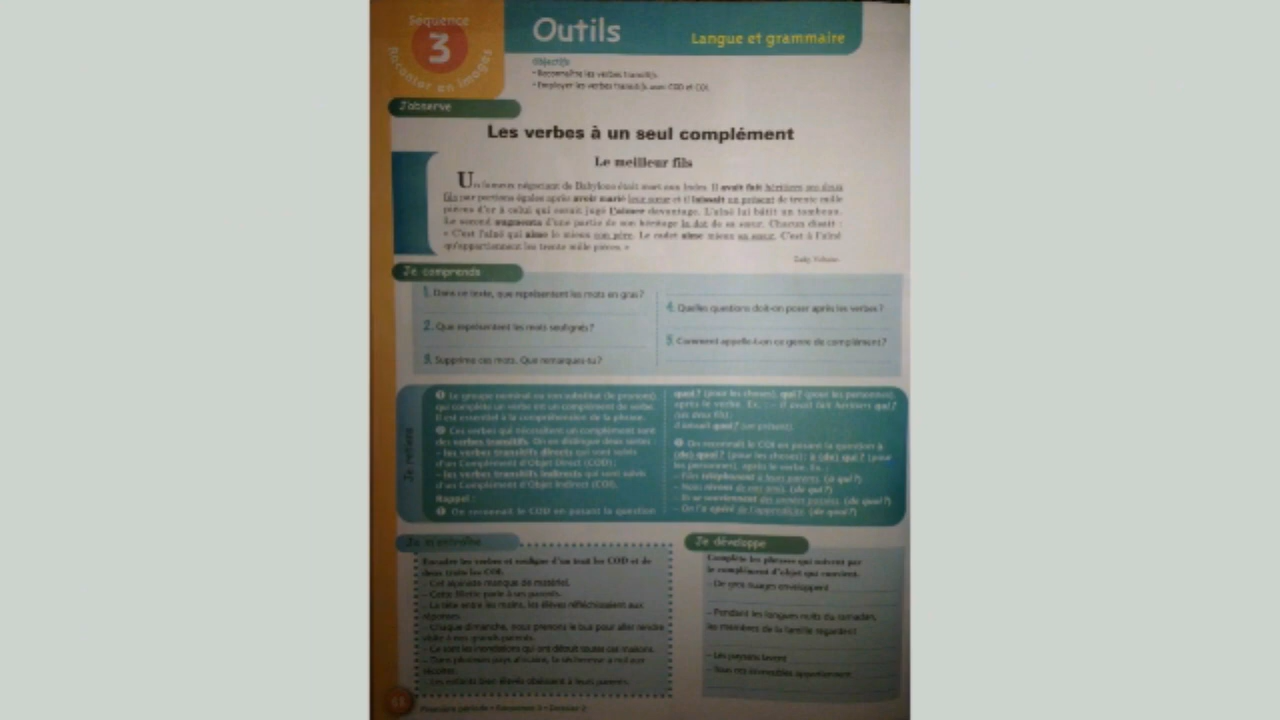 Séquence
3
Raconter en images
Outils
Langue et grammaire
Objectifs
• Reconnaître les verbes transitifs.
• Employer les verbes transitifs avec COD et COI.
J'observe
Les verbes à un seul complément
Le meilleur fils
Un fameux négociant de Babylone était mort aux Indes. Il avait fait héritiers ses deux
fils par portions égales après avoir marié leur sœur et il laissait un présent de trente mille
pièces d'or à celui qui serait jugé l'aimer davantage. L'aîné lui bâtit un tombeau.
Le second augmenta d'une partie de son héritage la dot de sa sœur. Chacun disait :
« C'est l'aîné qui aime le mieux son père. Le cadet aime mieux sa sœur. C'est à l'aîné
qu'appartiennent les trente mille pièces. »
Voltaire
Je comprends
1. Dans ce texte, que représentent les mots en gras ?
2. Que représentent les mots soulignés ?
3. Supprime ces mots. Que remarques-tu ?
4. Quelles questions doit-on poser après les verbes ?
5. Comment appelle-t-on ce genre de complément ?
Je retiens
❶ Le groupe nominal ou son substitut (le pronom)
qui complète un verbe est un complément de verbe.
Il est essentiel à la compréhension de la phrase.
❷ Ces verbes qui nécessitent un complément sont
des verbes transitifs. On en distingue deux sortes :
– les verbes transitifs directs qui sont suivis
d'un Complément d'Objet Direct (COD) ;
– les verbes transitifs indirects qui sont suivis
d'un Complément d'Objet Indirect (COI).
Rappel :
❶ On reconnaît le COD en posant la question
quoi ? (pour les choses), qui ? (pour les personnes),
après le verbe. Ex. : – Il avait fait héritiers qui ?
(ses deux fils).
Il laissait quoi ? (un présent).
❷ On reconnaît le COI en posant la question à
(de) quoi ? (pour les choses) ; à (de) qui ? (pour
les personnes), après le verbe. Ex. :
téléphonent à leurs parents. (à qui ?)
– Nous rêvons de nos amis. (de qui ?)
– Ils se souviennent des années passées. (de quoi ?)
– On l'a opéré de l'appendicite. (de quoi ?)
Je m'entraîne
Encadre les verbes et souligne d'un trait les COD et de
deux traits les COI.
– Cet alpiniste manque de matériel.
– Cette fillette parle à ses parents.
– La tête entre les mains, les élèves réfléchissaient aux
réponses.
– Chaque dimanche, nous prenons le bus pour aller rendre
visite à nos grands-parents.
– Ce sont les inondations qui ont détruit toutes ces maisons.
– Dans plusieurs pays africains, la sécheresse a nui aux
récoltes.
– Les enfants bien élevés obéissent à leurs parents.
Je développe
Complète les phrases qui suivent par
le complément d'objet qui convient.
– De gros nuages enveloppent
– Pendant les longues nuits du ramadan,
les membres de la famille regardent
– Les paysans lavent
– Tous ces immeubles appartiennent
Première période •